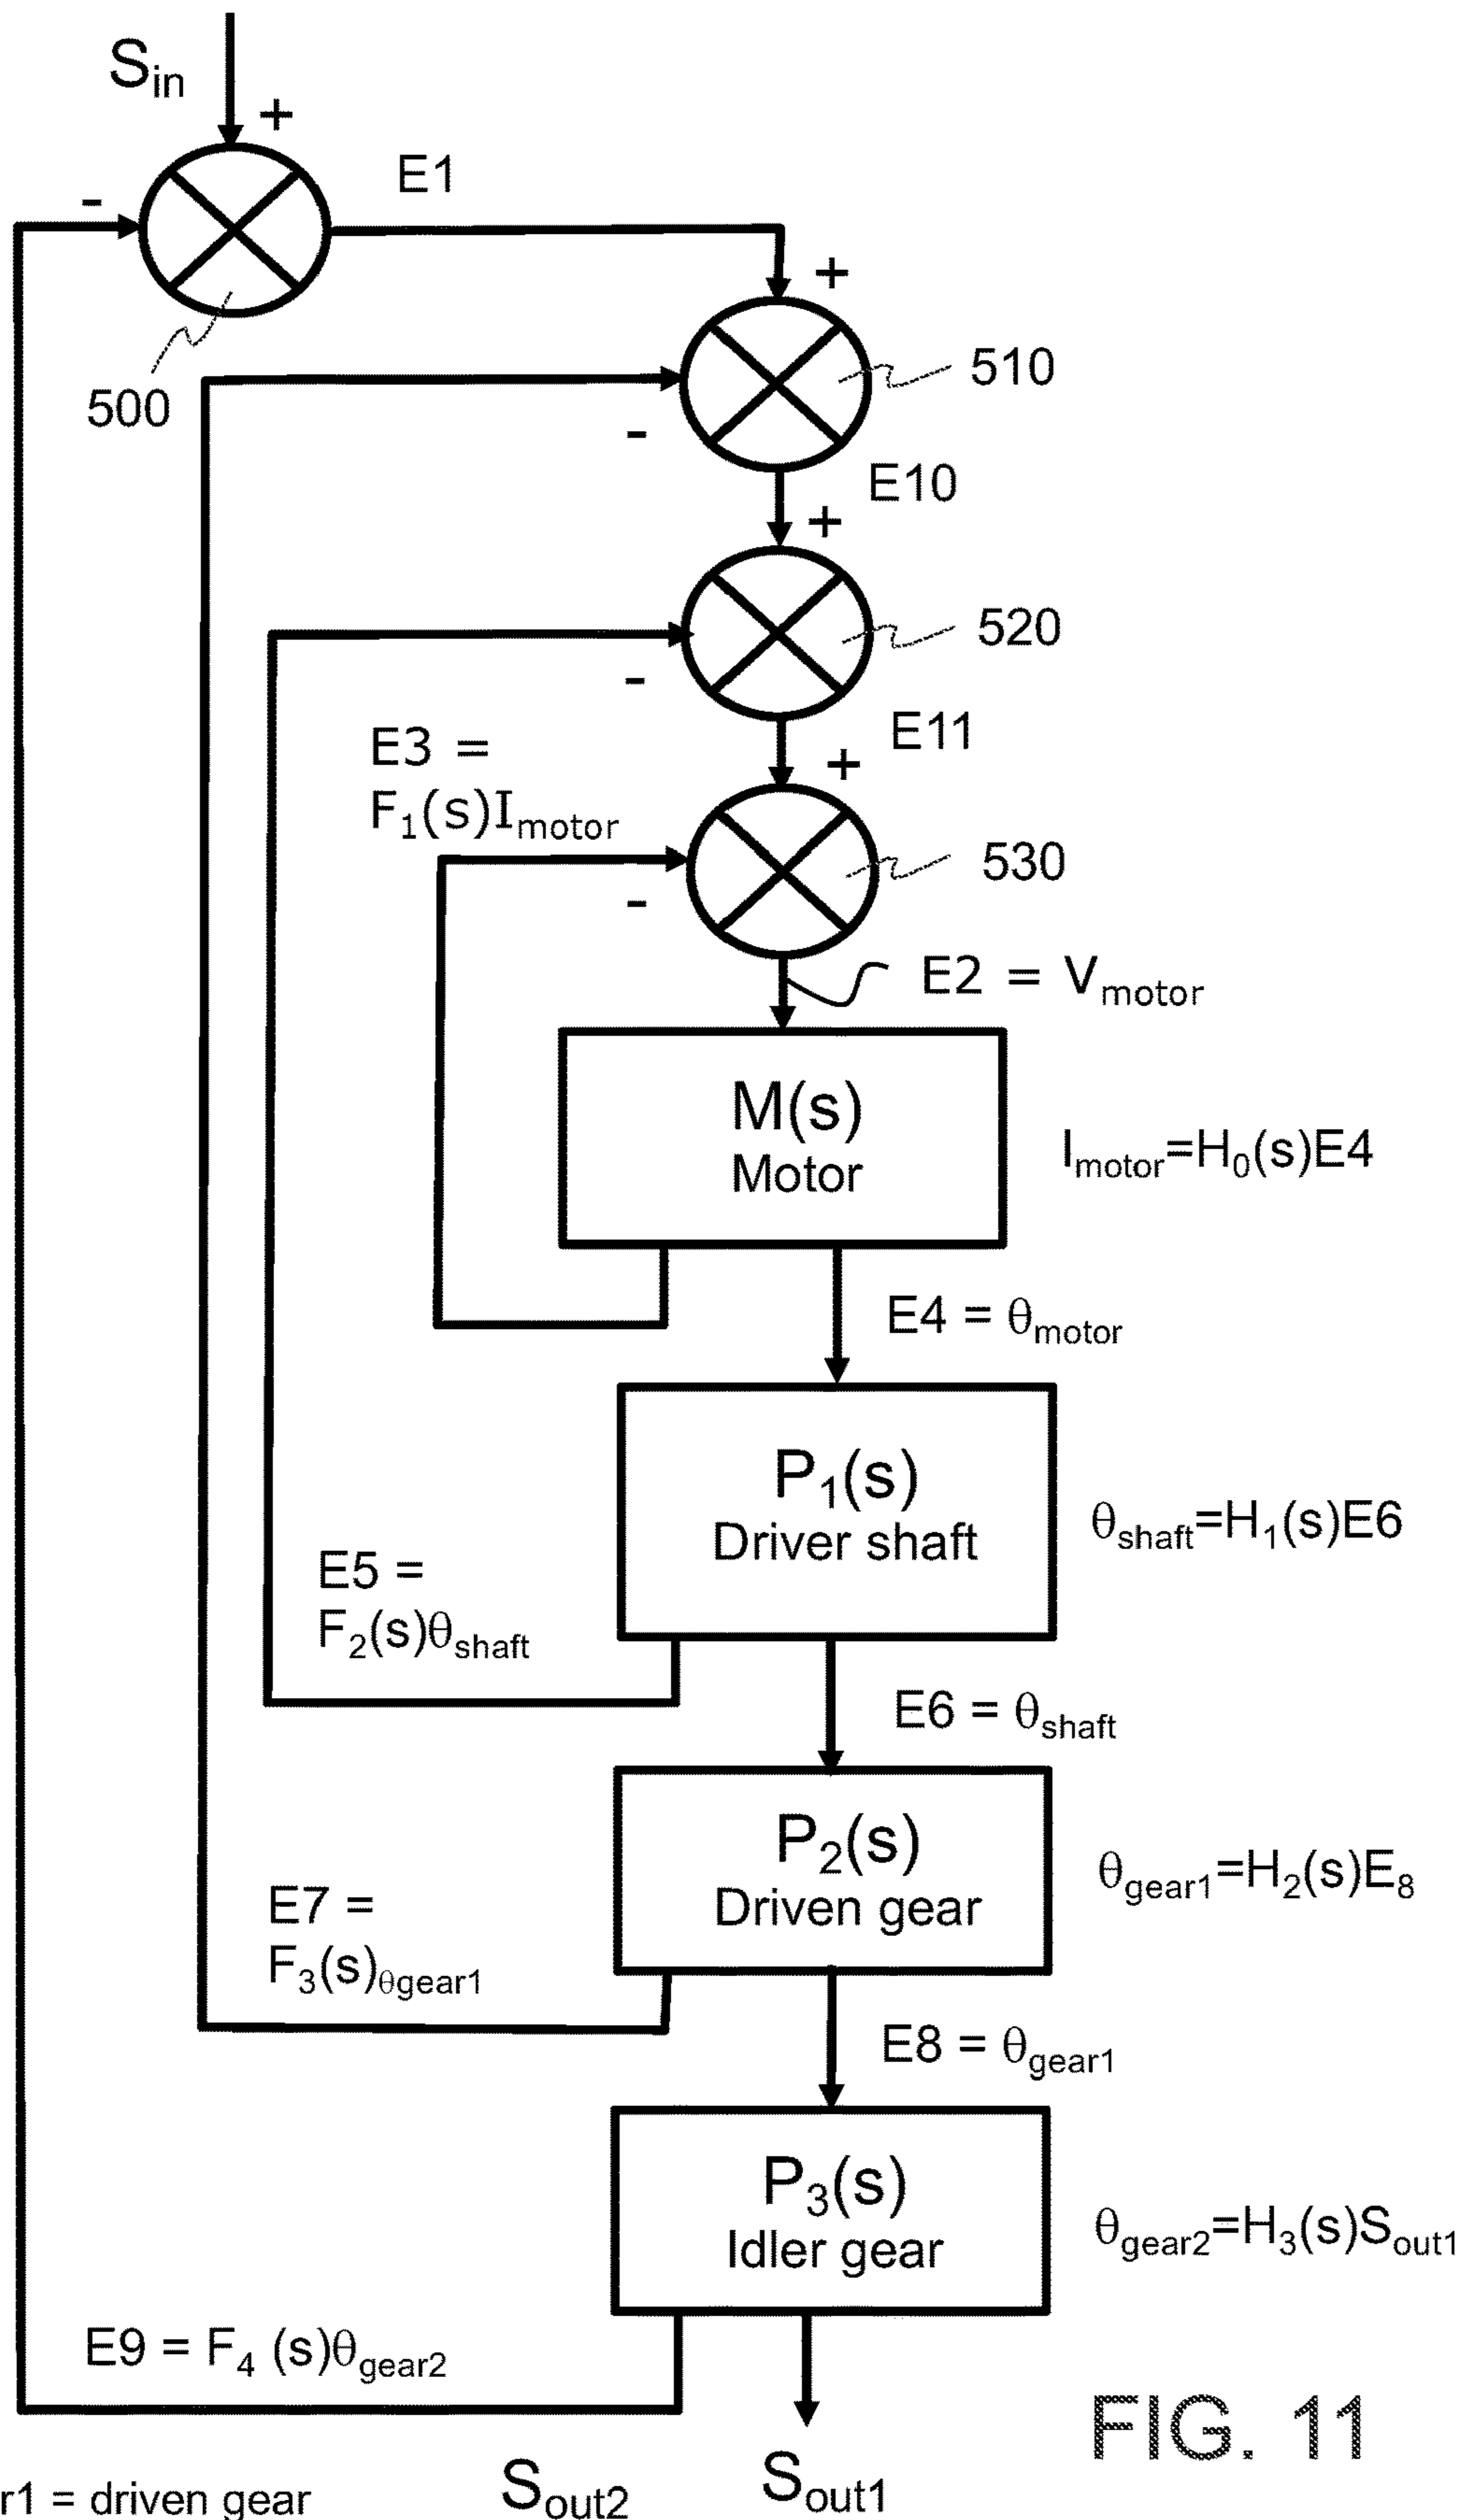 S_in
+
-
E1
+
500
510
-
E10
+
520
-
E11
E3 =
F_1(s)I_motor
+
530
-
E2 = V_motor
M(s)
Motor
I_motor=H_0(s)E4
E4 = θ_motor
P_1(s)
Driver shaft
θ_shaft=H_1(s)E6
E5 =
F_2(s)θ_shaft
E6 = θ_shaft
P_2(s)
Driven gear
θ_gear1=H_2(s)E_8
E7 =
F_3(s)_θgear1
E8 = θ_gear1
P_3(s)
Idler gear
θ_gear2=H_3(s)S_out1
E9 = F_4 (s)θ_gear2
FIG. 11
S_out2
S_out1
r1 = driven gear